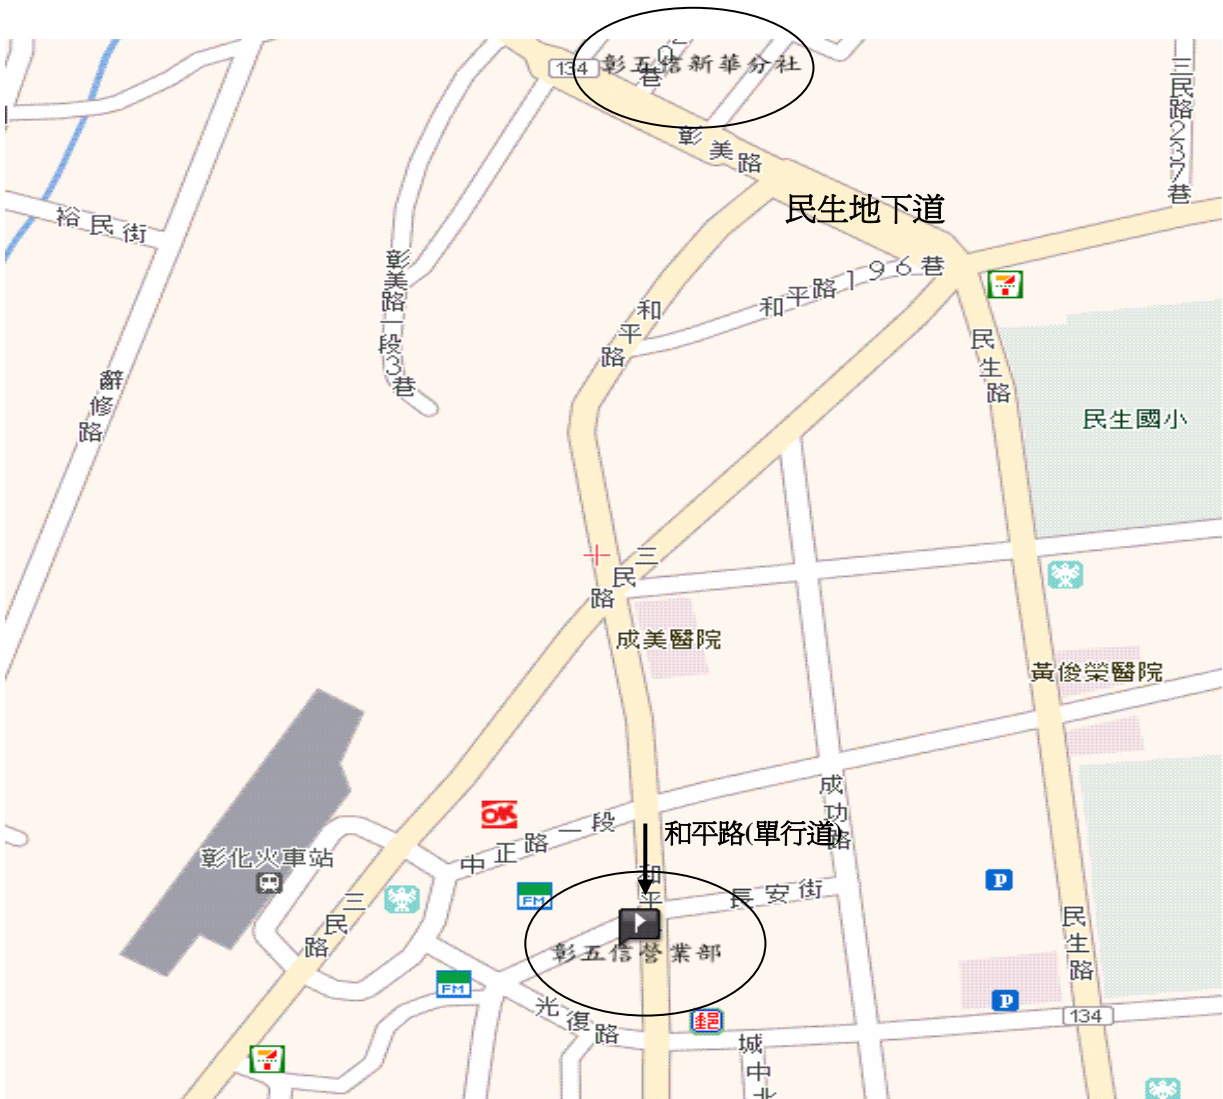 134
彰五信新華分社
巷
彰美路
三民路237巷
民生地下道
裕民街
彰美路一段3巷
和平路196巷
和平路
民生路
辭修路
民生國小
三民路
成美醫院
黃俊榮醫院
成功路
OK
中正路一段
和平路(單行道)
彰化火車站
和平
長安街
P
FM
三民路
彰五信營業部
民生路
FM
光復路
郵
P
134
城中北